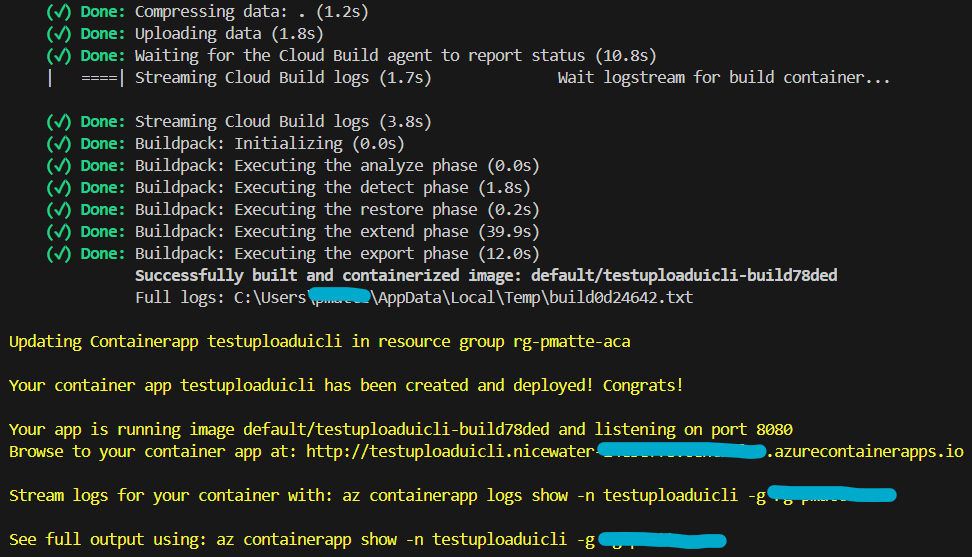 (✓) Done: Compressing data: . (1.2s)
(✓) Done: Uploading data (1.8s)
(✓) Done: Waiting for the Cloud Build agent to report status (10.8s)
|   ====| Streaming Cloud Build logs (1.7s)            Wait logstream for build container...
(✓) Done: Streaming Cloud Build logs (3.8s)
(✓) Done: Buildpack: Initializing (0.0s)
(✓) Done: Buildpack: Executing the analyze phase (0.0s)
(✓) Done: Buildpack: Executing the detect phase (1.8s)
(✓) Done: Buildpack: Executing the restore phase (0.2s)
(✓) Done: Buildpack: Executing the extend phase (39.9s)
(✓) Done: Buildpack: Executing the export phase (12.0s)
Successfully built and containerized image: default/testuploaduicli-build78ded
Full logs: C:\Users\ \AppData\Local\Temp\build0d24642.txt
Updating Containerapp testuploaduicli in resource group rg-pmatte-aca
Your container app testuploaduicli has been created and deployed! Congrats!
Your app is running image default/testuploaduicli-build78ded and listening on port 8080
Browse to your container app at: http://testuploaduicli.nicewater- .azurecontainerapps.io
Stream logs for your container with: az containerapp logs show -n testuploaduicli -g
See full output using: az containerapp show -n testuploaduicli -g